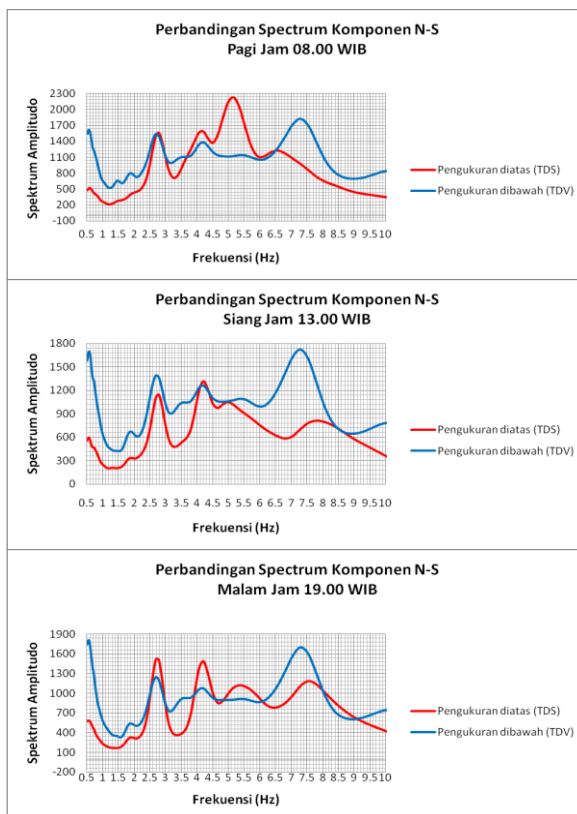 Perbandingan Spectrum Komponen N-S
Pagi Jam 08.00 WIB
Spektrum Amplitudo
2300
2000
1700
1400
1100
800
500
200
-100
0.5 1 1.5 2 2.5 3 3.5 4 4.5 5 5.5 6 6.5 7 7.5 8 8.5 9 9.5 10
Frekuensi (Hz)
Pengukuran diatas (TDS)
Pengukuran dibawah (TDV)
Perbandingan Spectrum Komponen N-S
Siang Jam 13.00 WIB
Spektrum Amplitudo
1800
1500
1200
900
600
300
0
0.5 1 1.5 2 2.5 3 3.5 4 4.5 5 5.5 6 6.5 7 7.5 8 8.5 9 9.5 10
Frekuensi (Hz)
Pengukuran diatas (TDS)
Pengukuran dibawah (TDV)
Perbandingan Spectrum Komponen N-S
Malam Jam 19.00 WIB
Spektrum Amplitudo
1900
1600
1300
1000
700
400
100
-200
0.5 1 1.5 2 2.5 3 3.5 4 4.5 5 5.5 6 6.5 7 7.5 8 8.5 9 9.5 10
Frekuensi (Hz)
Pengukuran diatas (TDS)
Pengukuran dibawah (TDV)